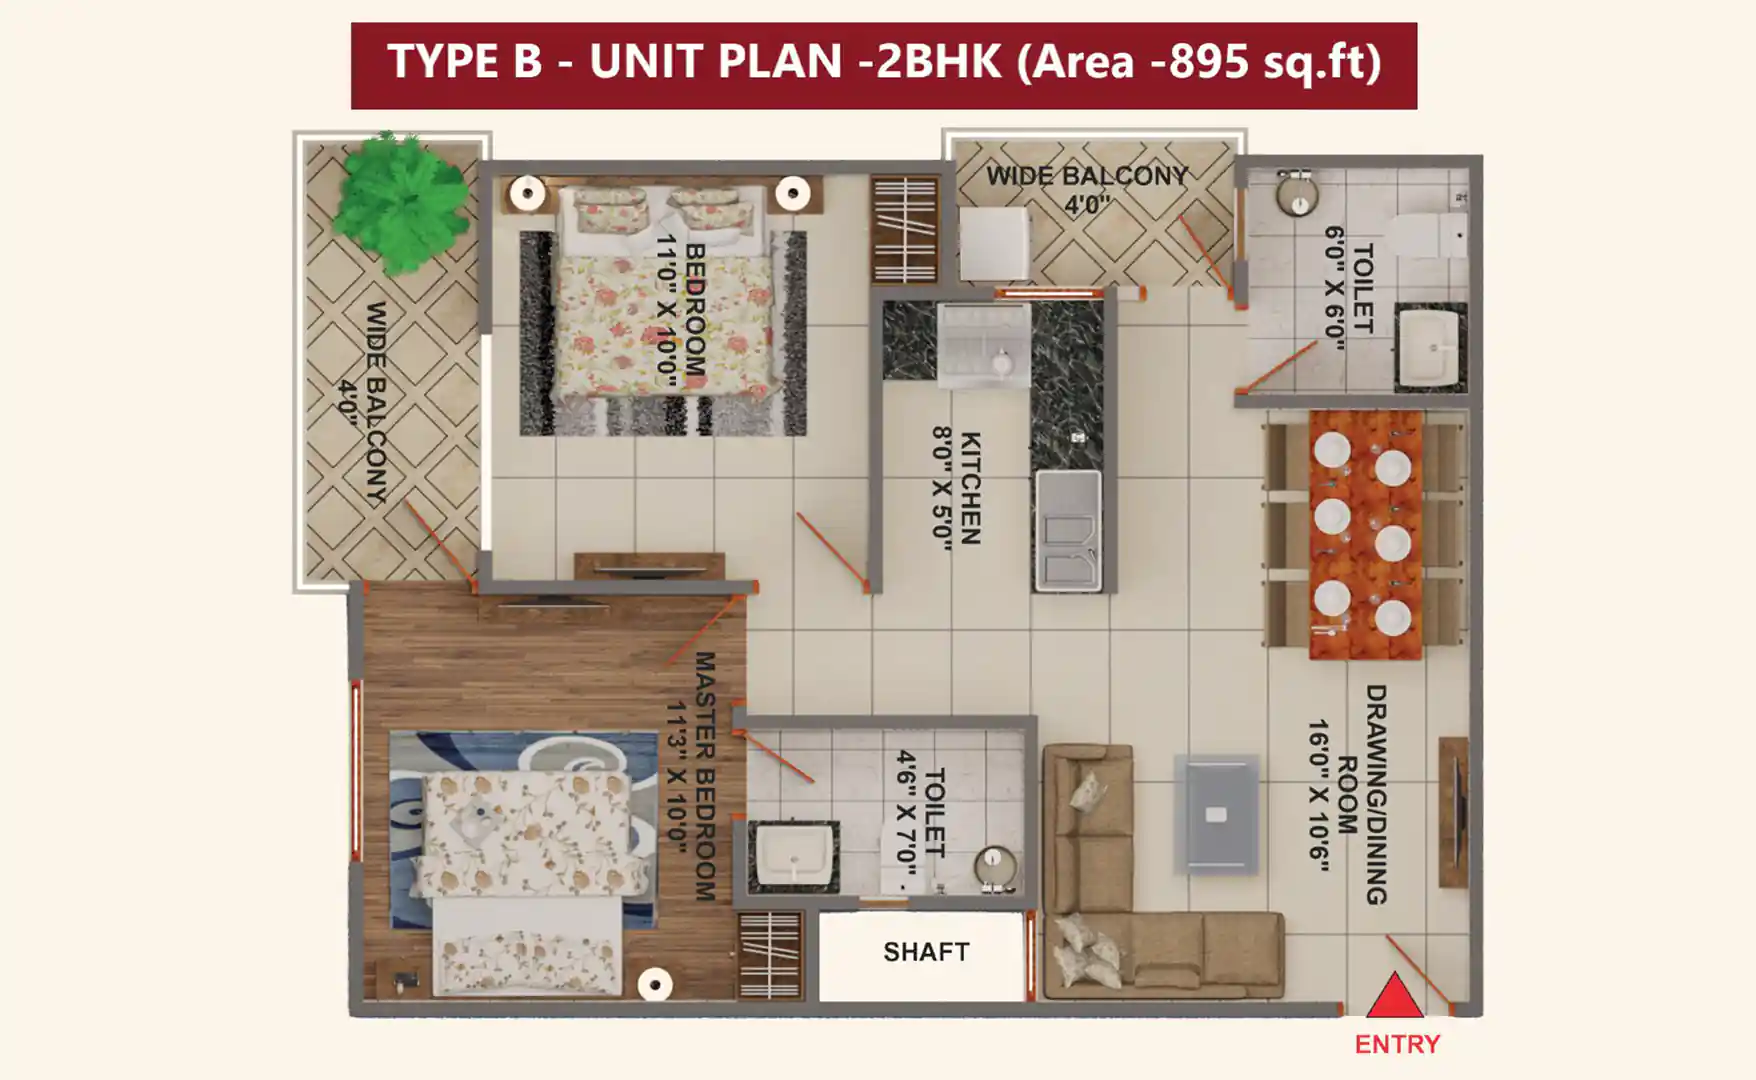 TYPE B - UNIT PLAN -2BHK (Area -895 sq.ft)
WIDE BALCONY
4'0"
BEDROOM
11'0" X 10'0"
WIDE BALCONY
4'0"
TOILET
6'0" X 6'0"
KITCHEN
8'0" X 5'0"
MASTER BEDROOM
11'3" X 10'0"
TOILET
4'6" X 7'0"
DRAWING/DINING
ROOM
16'0" X 10'6"
SHAFT
ENTRY